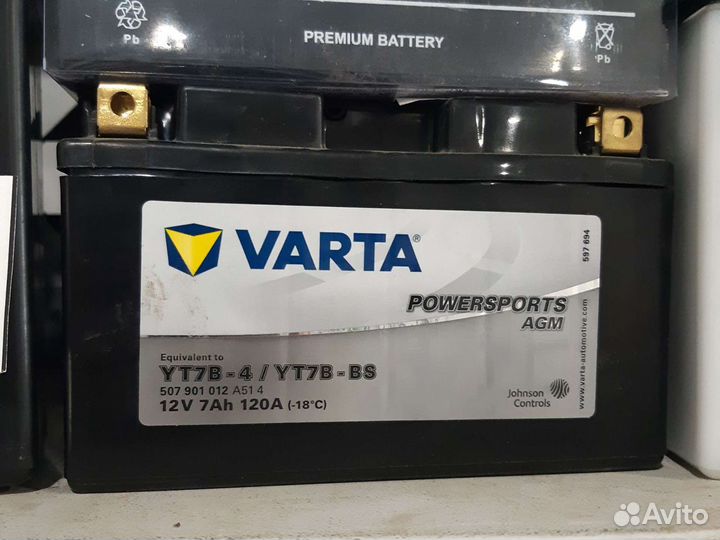 Pb
PREMIUM BATTERY
Pb
VARTA®
POWERSPORTS
AGM
Equivalent to
YT7B-4 / YT7B-BS
507 901 012 A51 4
12V 7Ah 120A (-18°C)
Johnson
Controls
www.varta-automotive.com
597 694
Avito